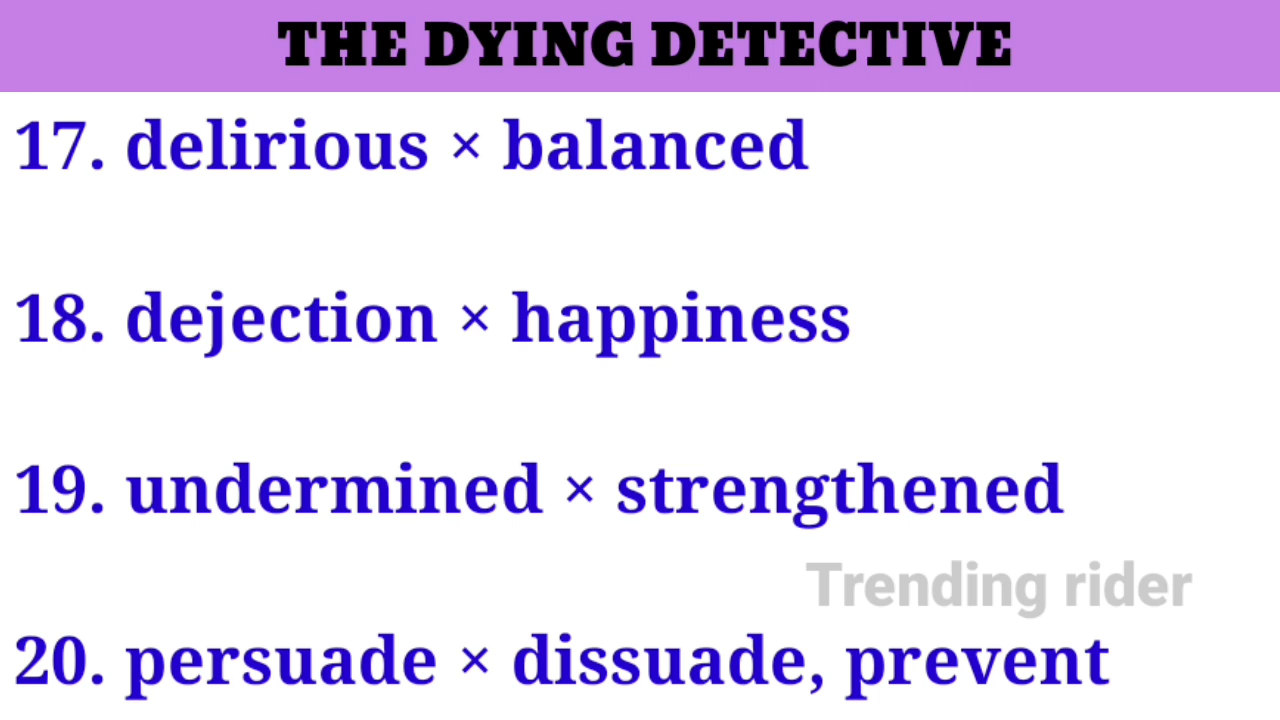 THE DYING DETECTIVE
17. delirious × balanced
18. dejection × happiness
19. undermined × strengthened
Trending rider
20. persuade × dissuade, prevent